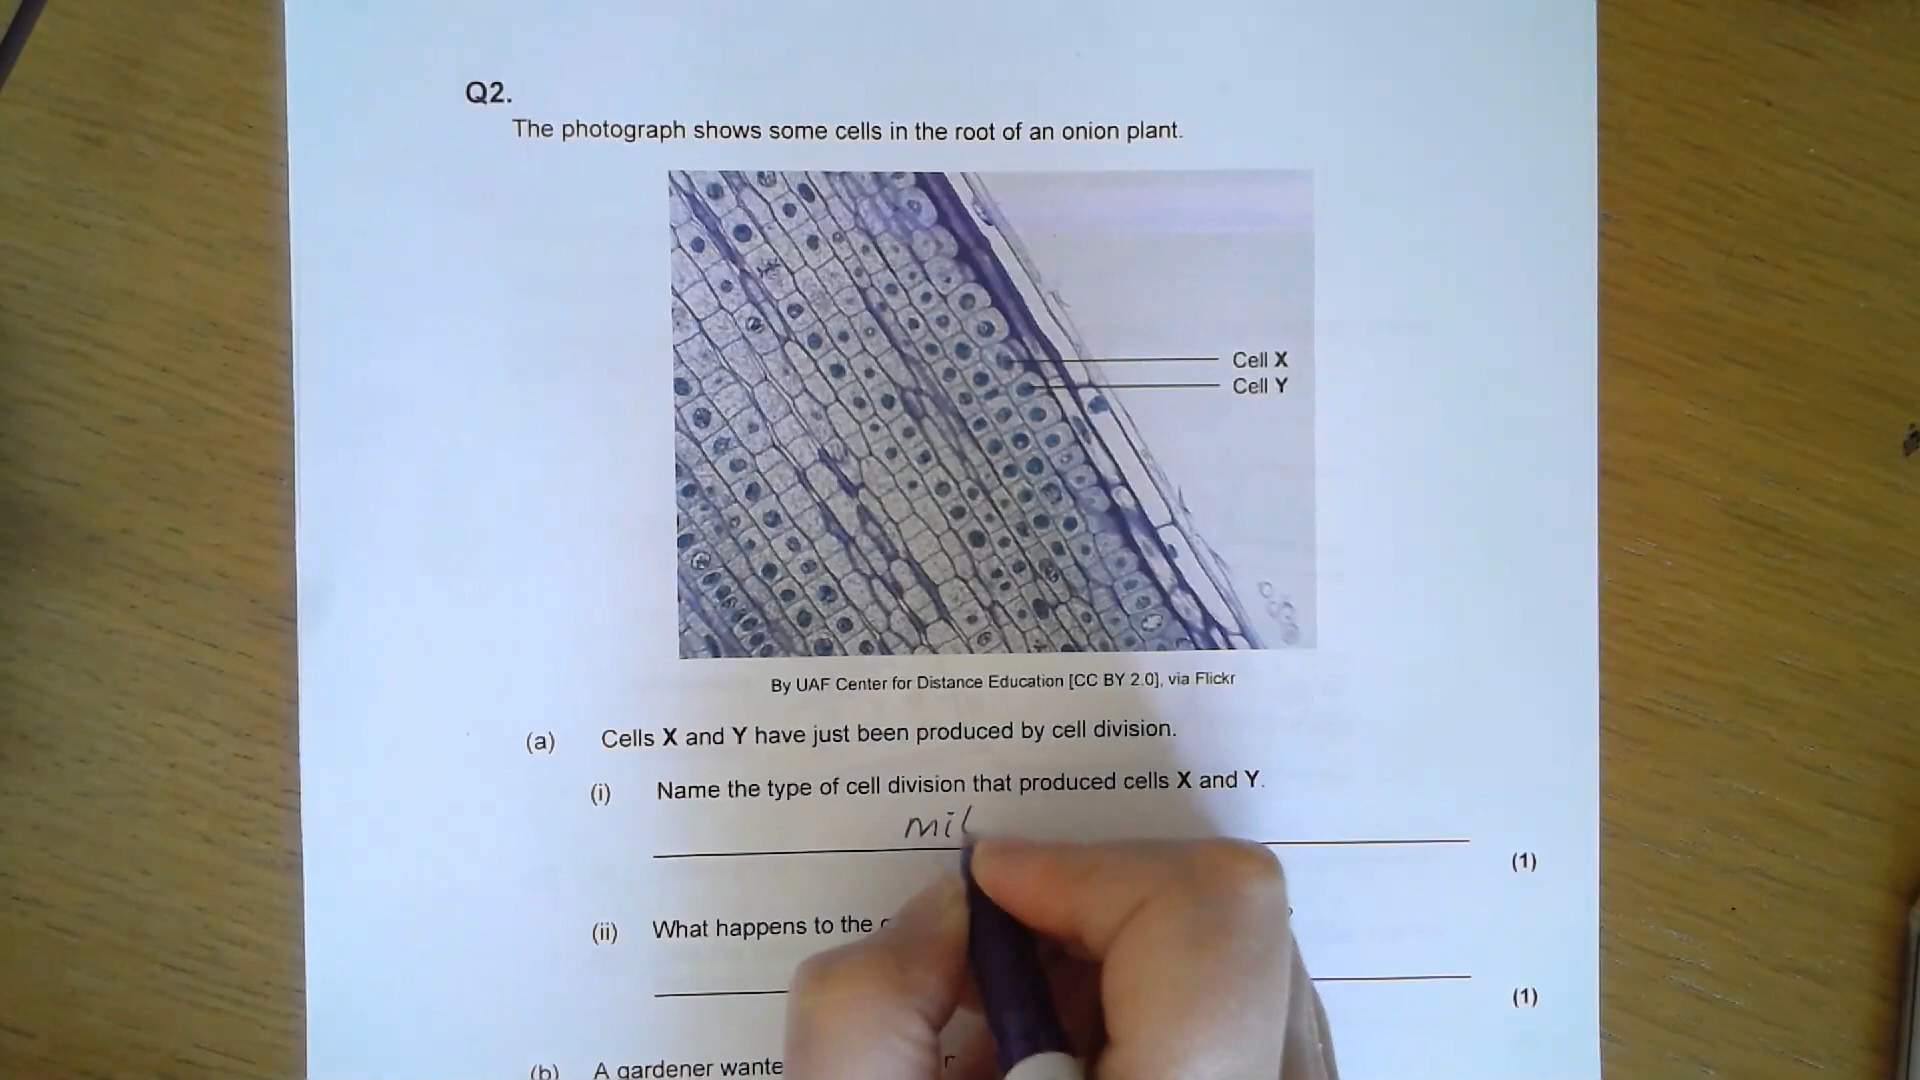 Q2.
The photograph shows some cells in the root of an onion plant.
Cell X
Cell Y
By UAF Center for Distance Education [CC BY 2.0], via Flickr
(a) Cells X and Y have just been produced by cell division.
(i) Name the type of cell division that produced cells X and Y.
(1)
(ii) What happens to the
(1)
(b) A gardener